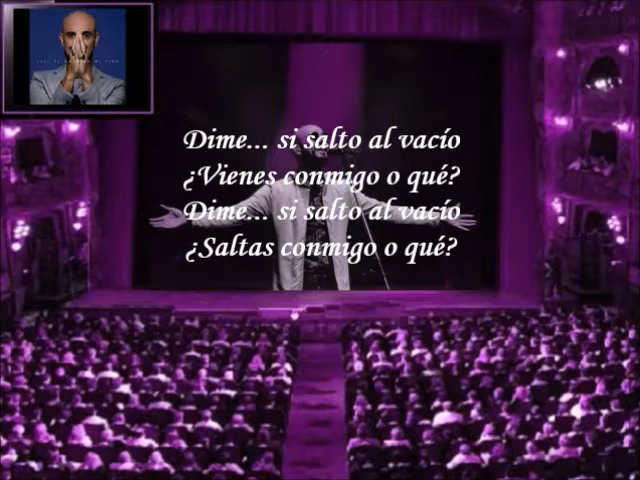 Dime... si salto al vacío
¿Vienes conmigo o qué?
Dime... si salto al vacío
¿Saltas conmigo o qué?